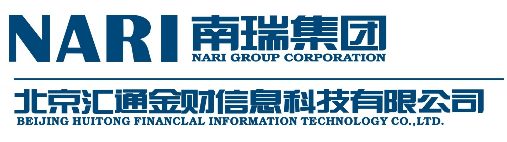 NARI 南瑞集团
NARI GROUP CORPORATION
北京汇通金财信息科技有限公司
BEIJING HUITONG FINANCLAL INFORMATION TECHNOLOGY CO.,LTD.